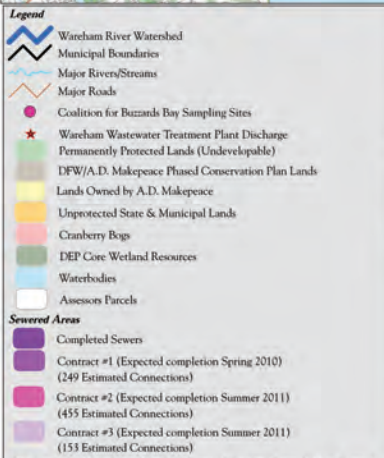 Legend
Wareham River Watershed
Municipal Boundaries
Major Rivers/Streams
Major Roads
Coalition for Buzzards Bay Sampling Sites
Wareham Wastewater Treatment Plant Discharge
Permanently Protected Lands (Undevelopable)
DFW/A.D. Makepeace Phased Conservation Plan Lands
Lands Owned by A.D. Makepeace
Unprotected State & Municipal Lands
Cranberry Bogs
DEP Core Wetland Resources
Waterbodies
Assessors Parcels
Sewered Areas
Completed Sewers
Contract #1 (Expected completion Spring 2010)
(249 Estimated Connections)
Contract #2 (Expected completion Summer 2011)
(455 Estimated Connections)
Contract #3 (Expected completion Summer 2011)
(153 Estimated Connections)